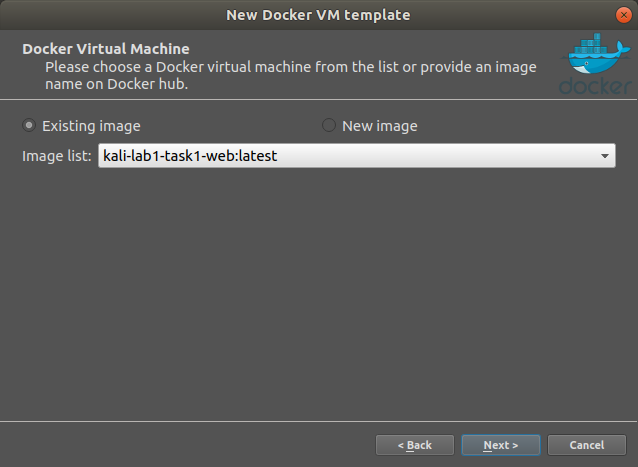 New Docker VM template
Docker Virtual Machine
Please choose a Docker virtual machine from the list or provide an image
name on Docker hub.
docker
Existing image
New image
Image list: kali-lab1-task1-web:latest
< Back
Next >
Cancel